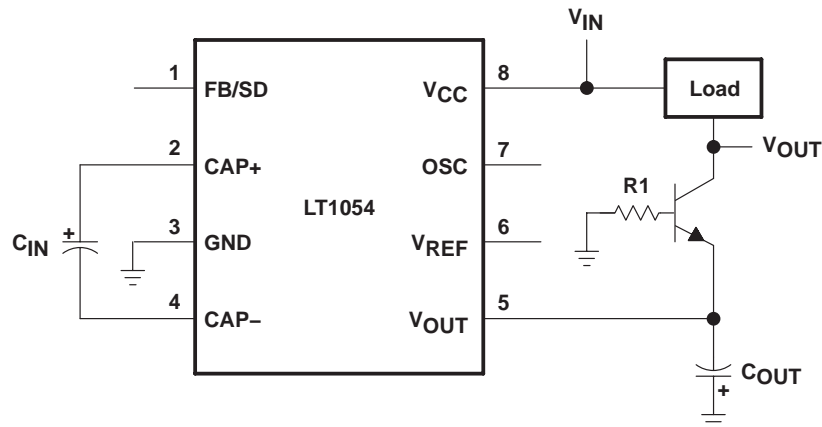 VIN
1 FB/SD VCC 8 Load
VOUT
2 CAP+ OSC 7
R1
LT1054
CIN + 3 GND VREF 6
4 CAP– VOUT 5
COUT
+